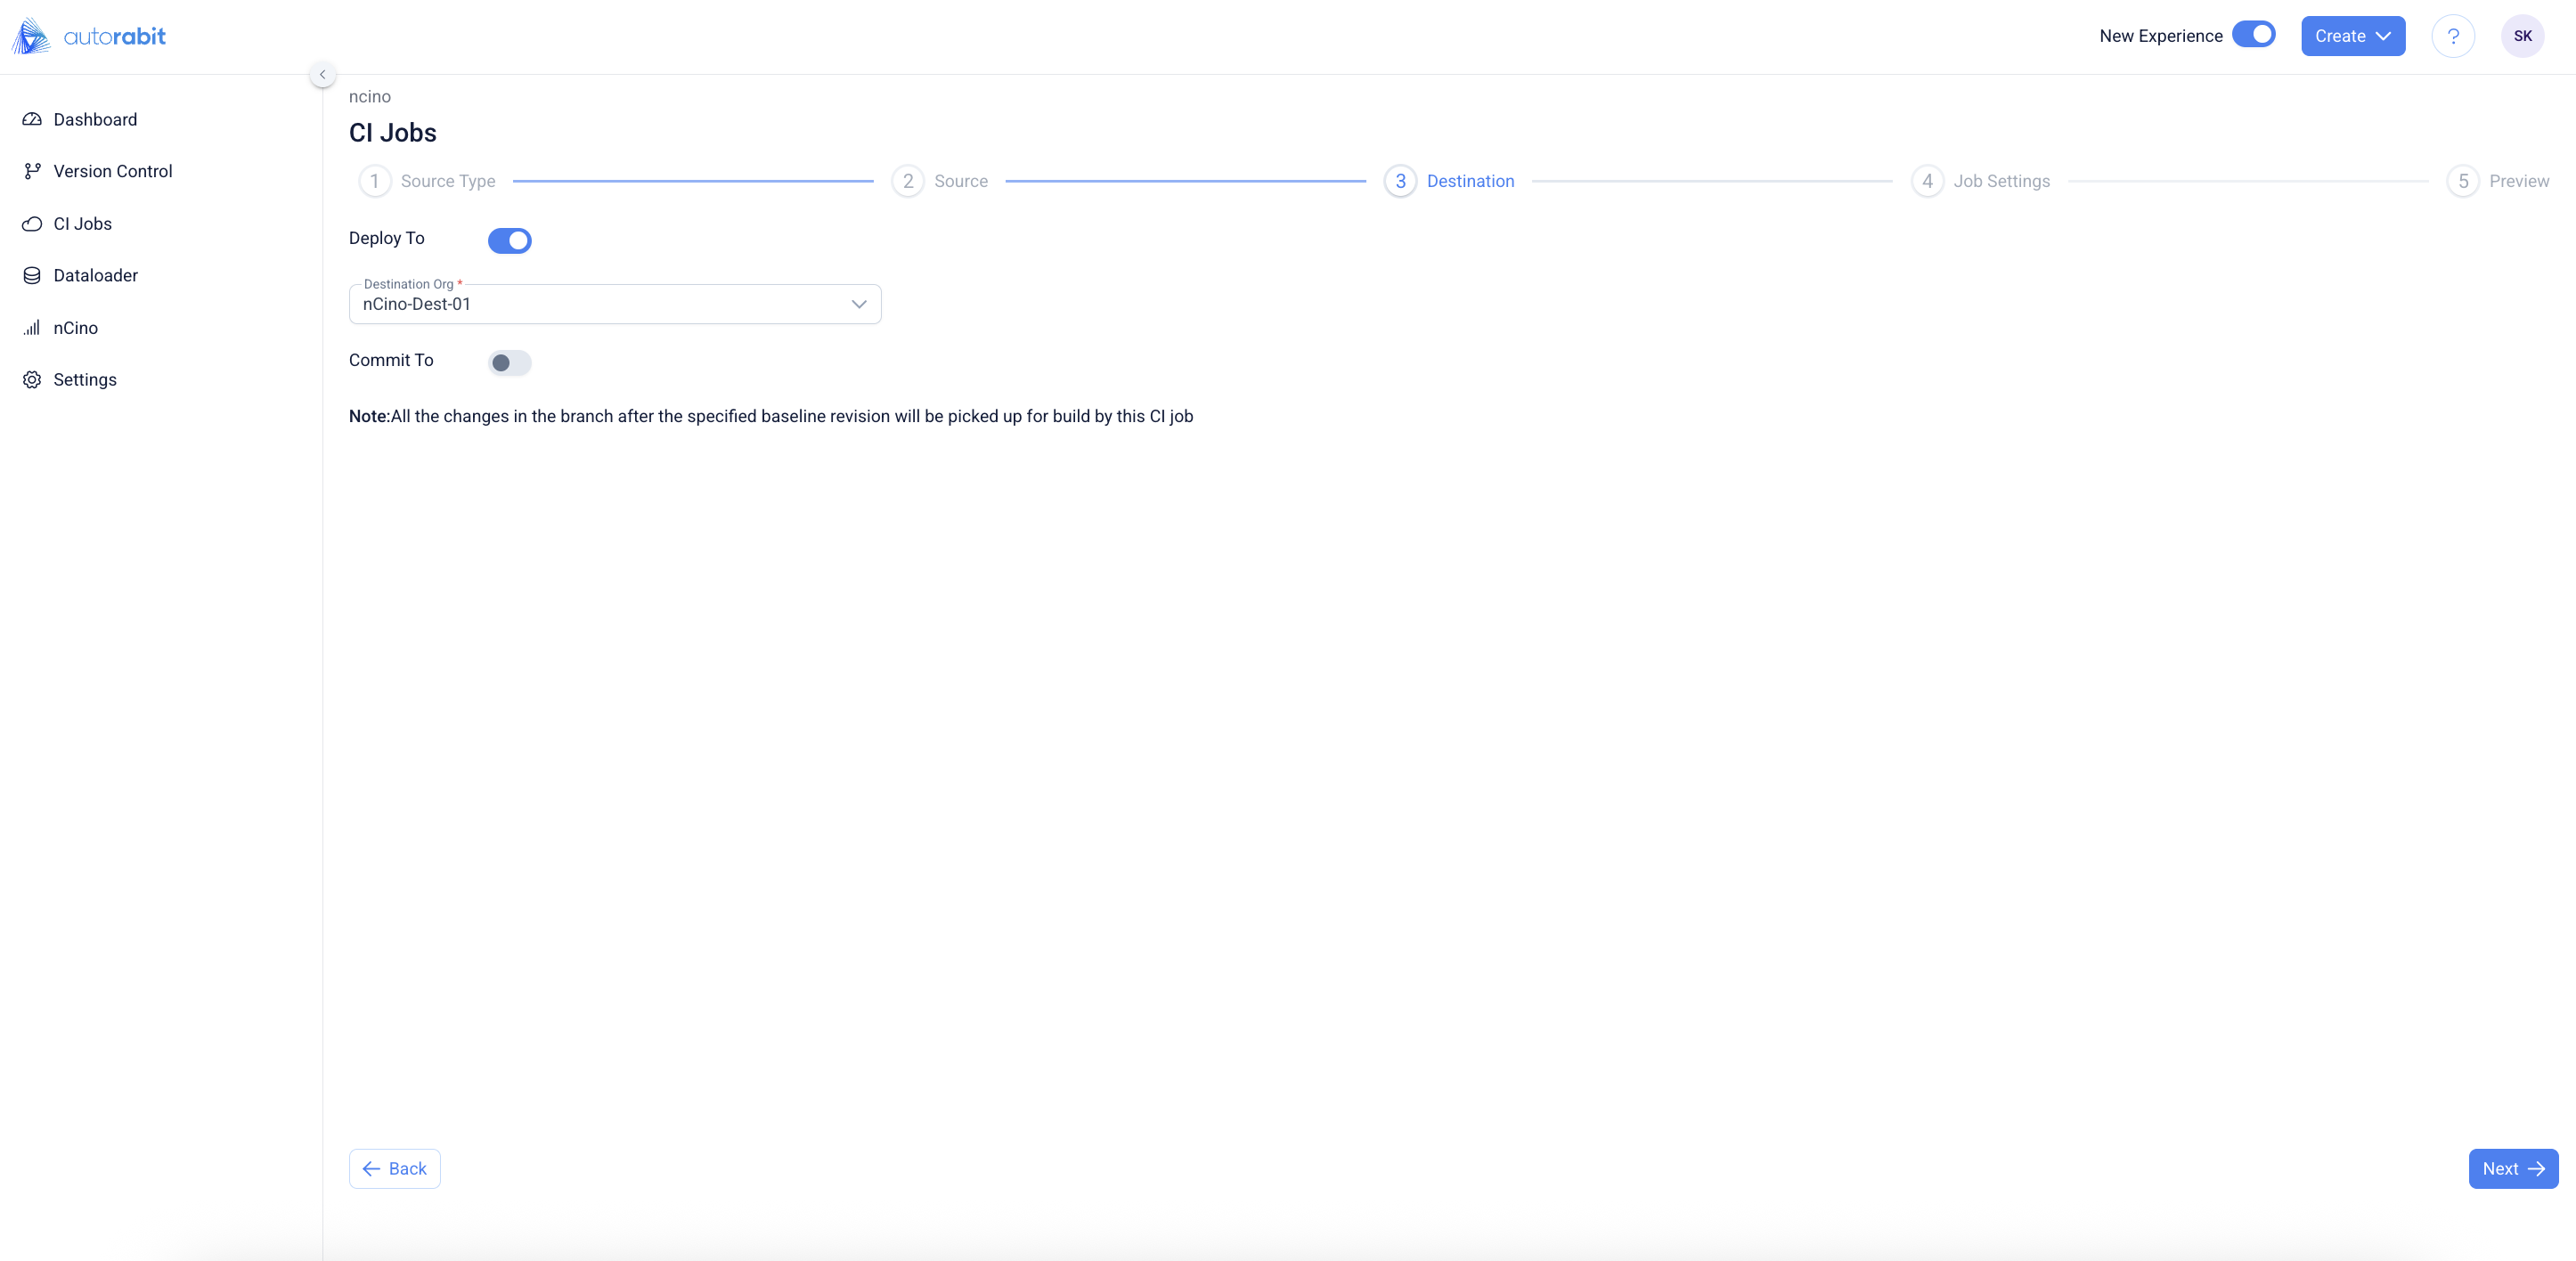 autorabit
New Experience
Create
?
SK
Dashboard
Version Control
CI Jobs
Dataloader
nCino
Settings
ncino
CI Jobs
1 Source Type
2 Source
3 Destination
4 Job Settings
5 Preview
Deploy To
Destination Org *
nCino-Dest-01
Commit To
Note:All the changes in the branch after the specified baseline revision will be picked up for build by this CI job
Back
Next